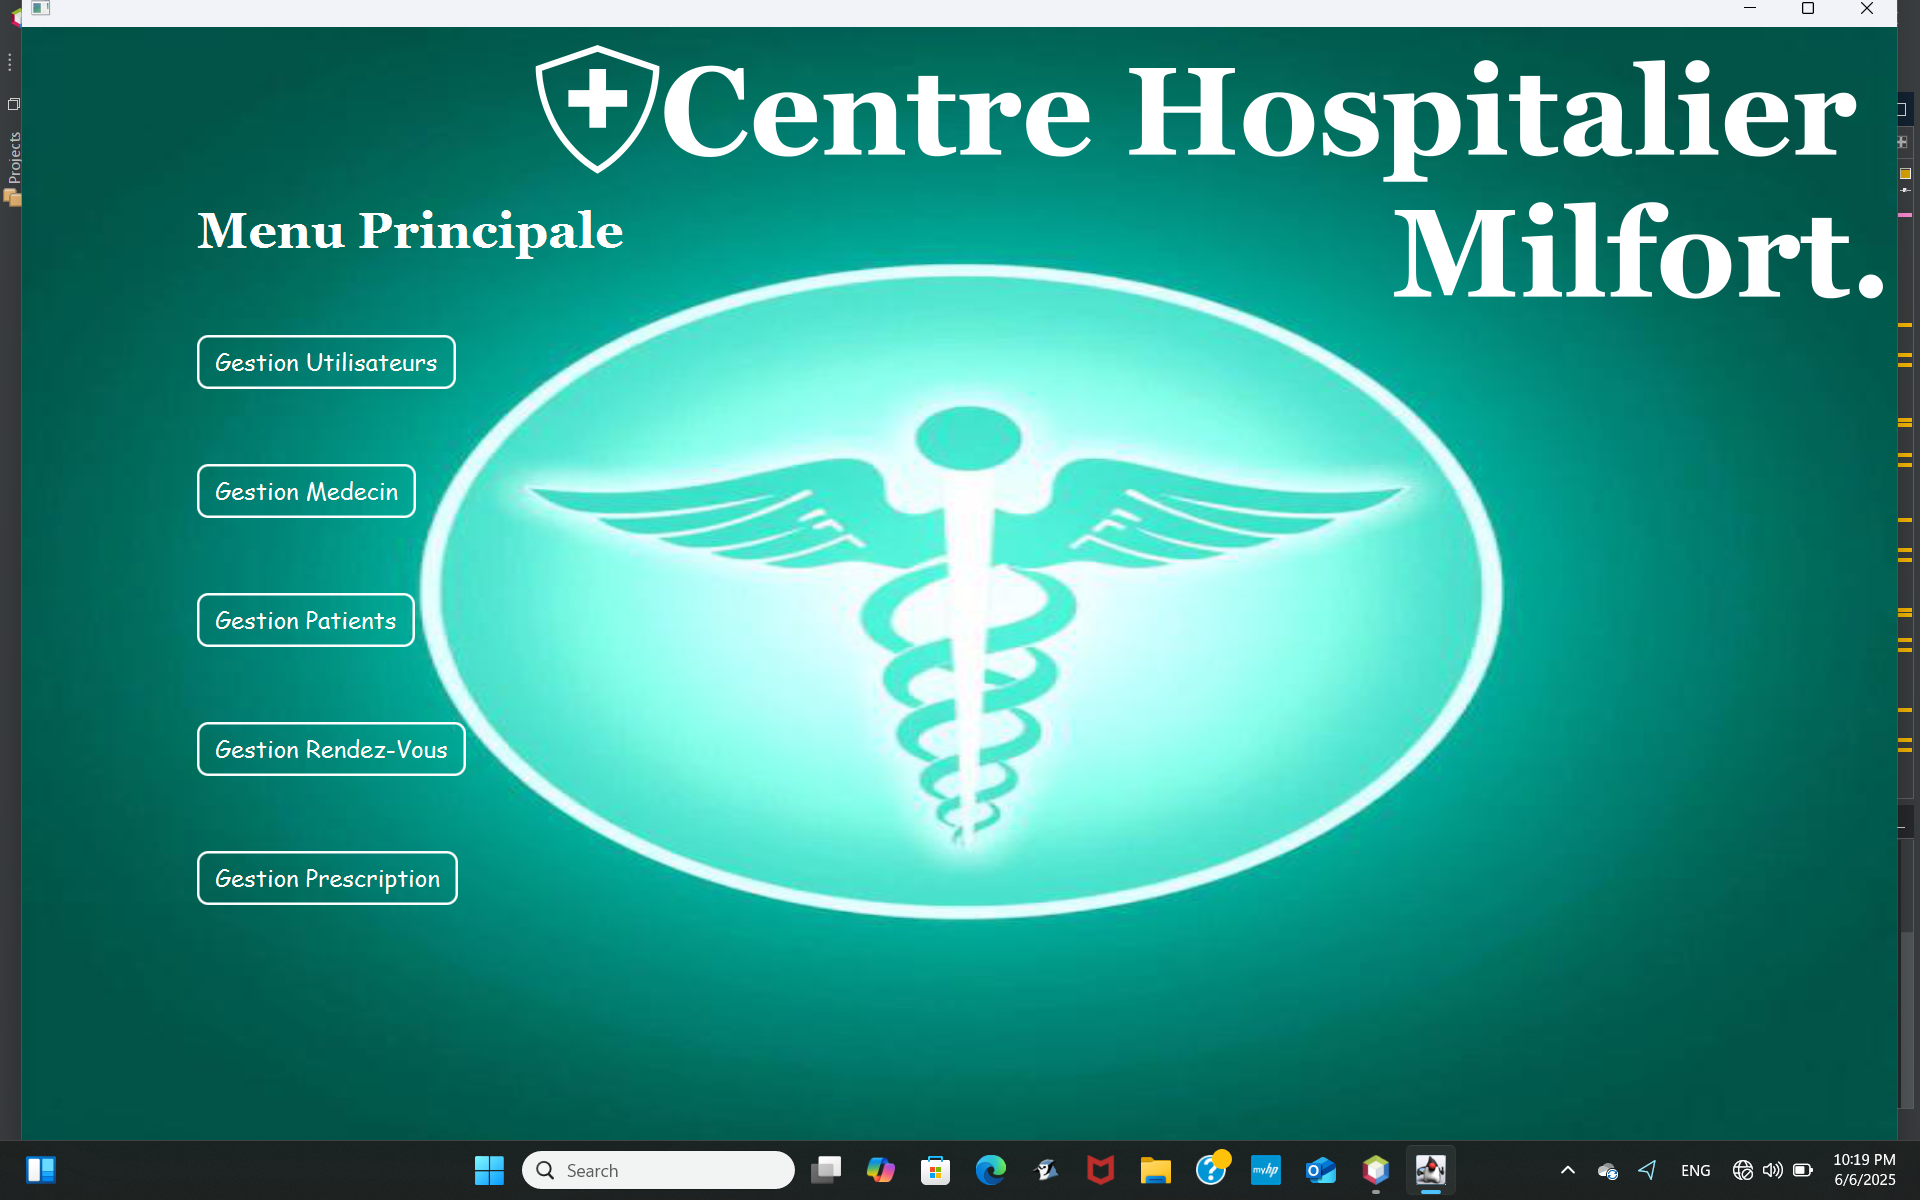 Centre Hospitalier
Milfort.
Projects
Menu Principale
Gestion Utilisateurs
Gestion Medecin
Gestion Patients
Gestion Rendez-Vous
Gestion Prescription
Search
myhp
ENG
10:19 PM
6/6/2025